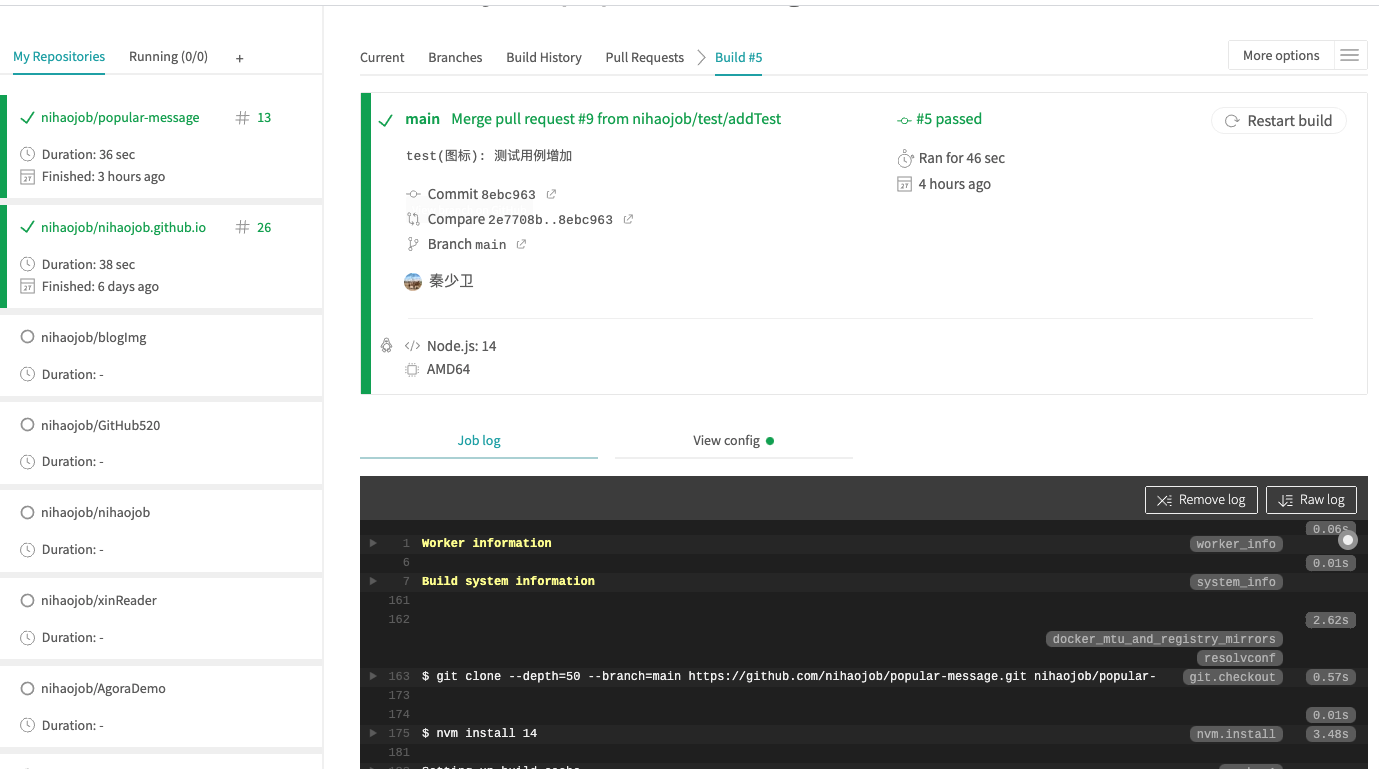 My Repositories Running (0/0) +
nihaojob/popular-message # 13
Duration: 36 sec
Finished: 3 hours ago
nihaojob/nihaojob.github.io # 26
Duration: 38 sec
Finished: 6 days ago
nihaojob/blogImg
Duration: -
nihaojob/GitHub520
Duration: -
nihaojob/nihaojob
Duration: -
nihaojob/xinReader
Duration: -
nihaojob/AgoraDemo
Duration: -
Current Branches Build History Pull Requests Build #5
More options
main Merge pull request #9 from nihaojob/test/addTest
#5 passed
Restart build
test(图标): 测试用例增加
Ran for 46 sec
4 hours ago
Commit 8ebc963
Compare 2e7708b..8ebc963
Branch main
秦少卫
Node.js: 14
AMD64
Job log View config
Remove log Raw log
0.06s
1 Worker information worker_info
6 0.01s
7 Build system information system_info
161
162 2.62s
docker_mtu_and_registry_mirrors
resolvconf
163 $ git clone --depth=50 --branch=main https://github.com/nihaojob/popular-message.git nihaojob/popular- git.checkout 0.57s
173
174 0.01s
175 $ nvm install 14 nvm.install 3.48s
181